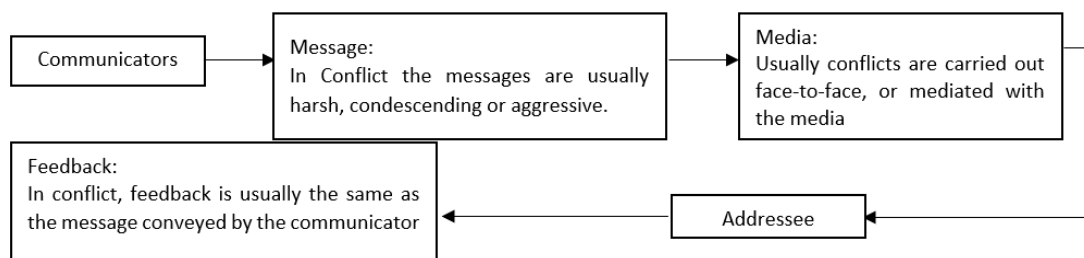 Communicators
Message:
In Conflict the messages are usually
harsh, condescending or aggressive.
Media:
Usually conflicts are carried out
face-to-face, or mediated with
the media
Addressee
Feedback:
In conflict, feedback is usually the same as
the message conveyed by the communicator